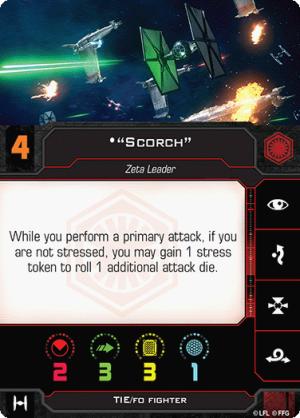 •“Scorch”
4
Zeta Leader
While you perform a primary attack, if you
are not stressed, you may gain 1 stress
token to roll 1 additional attack die.
2 3 3 1
TIE/fo Fighter
©LFL ©FFG